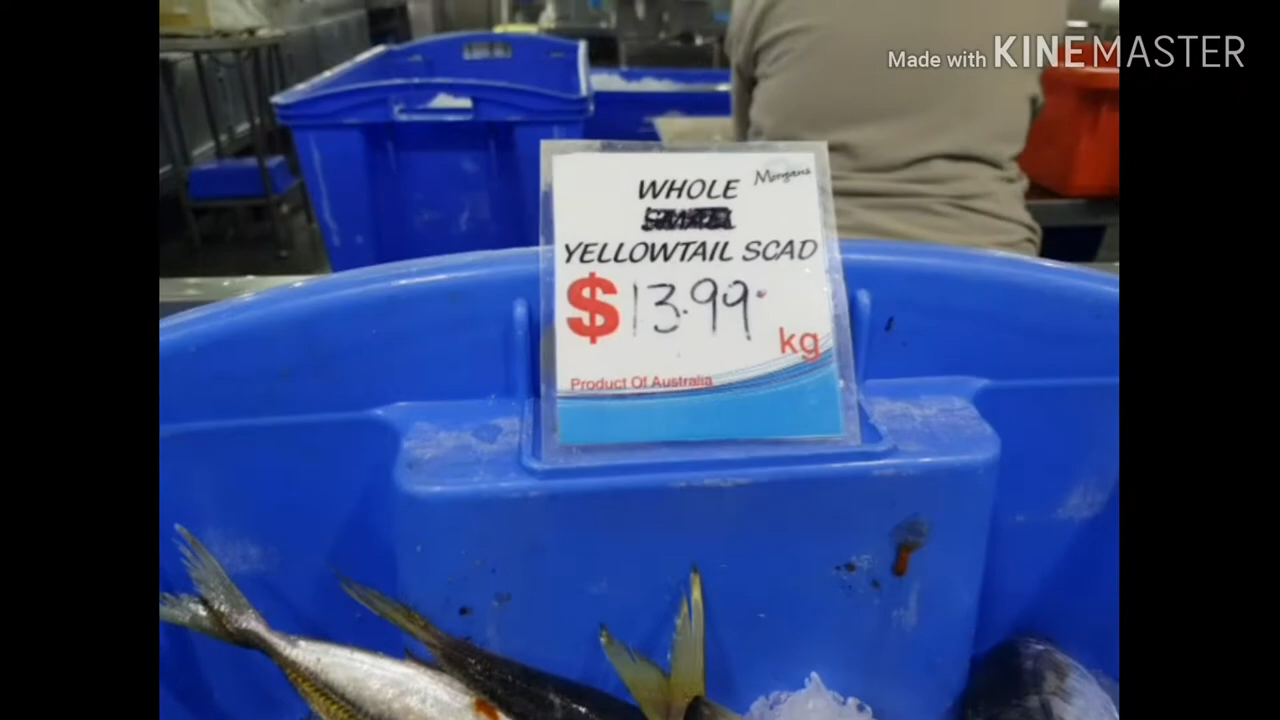 Made with KINEMASTER
Morgans
WHOLE
YELLOWTAIL SCAD
$13.99
kg
Product Of Australia